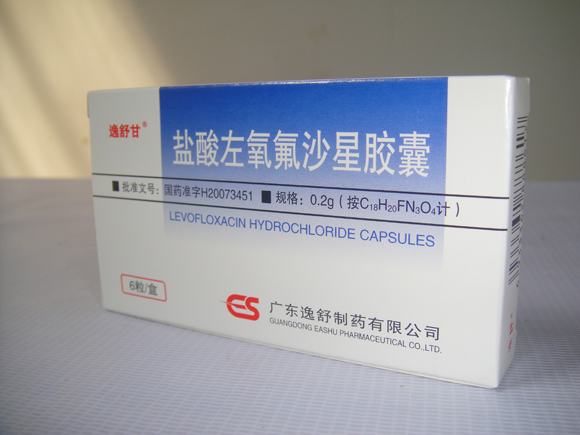 逸舒甘®
盐酸左氧氟沙星胶囊
■ 批准文号：国药准字H20073451 ■ 规格：0.2g（按C₁₈H₂₀FN₃O₄计）
LEVOFLOXACIN HYDROCHLORIDE CAPSULES
6粒/盒
ES 广东逸舒制药有限公司
GUANGDONG EASHU PHARMACEUTICAL CO.,LTD.